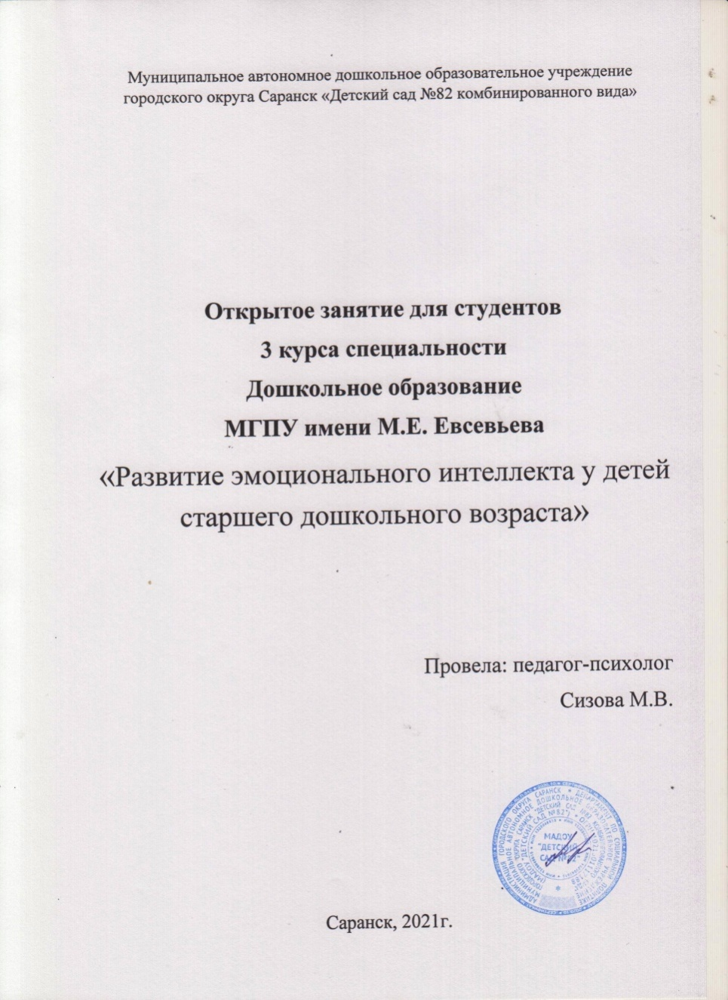 Муниципальное автономное дошкольное образовательное учреждение
городского округа Саранск «Детский сад №82 комбинированного вида»
Открытое занятие для студентов
3 курса специальности
Дошкольное образование
МГПУ имени М.Е. Евсевьева
«Развитие эмоционального интеллекта у детей
старшего дошкольного возраста»
Провела: педагог-психолог
Сизова М.В.
МАДОУ
"ДЕТСКИЙ
Саранск, 2021г.